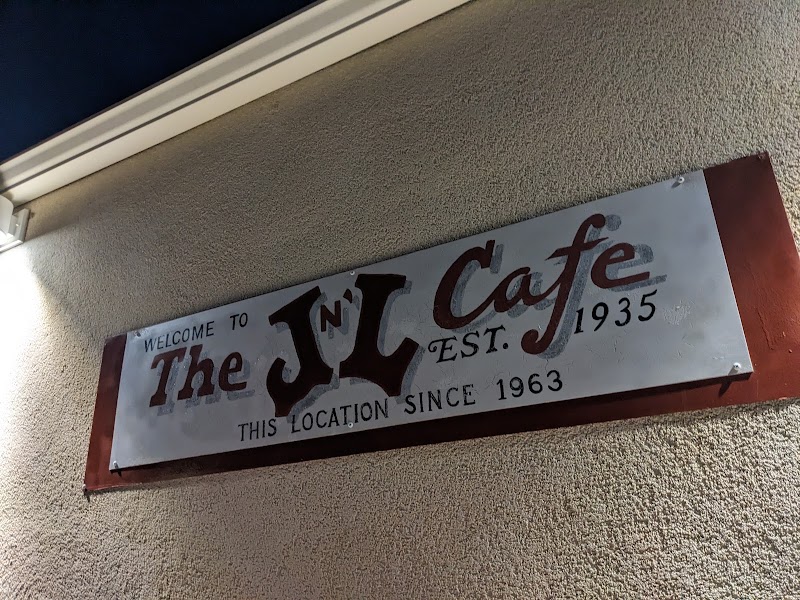 WELCOME TO
The J N' L Cafe
EST. 1935
THIS LOCATION SINCE 1963